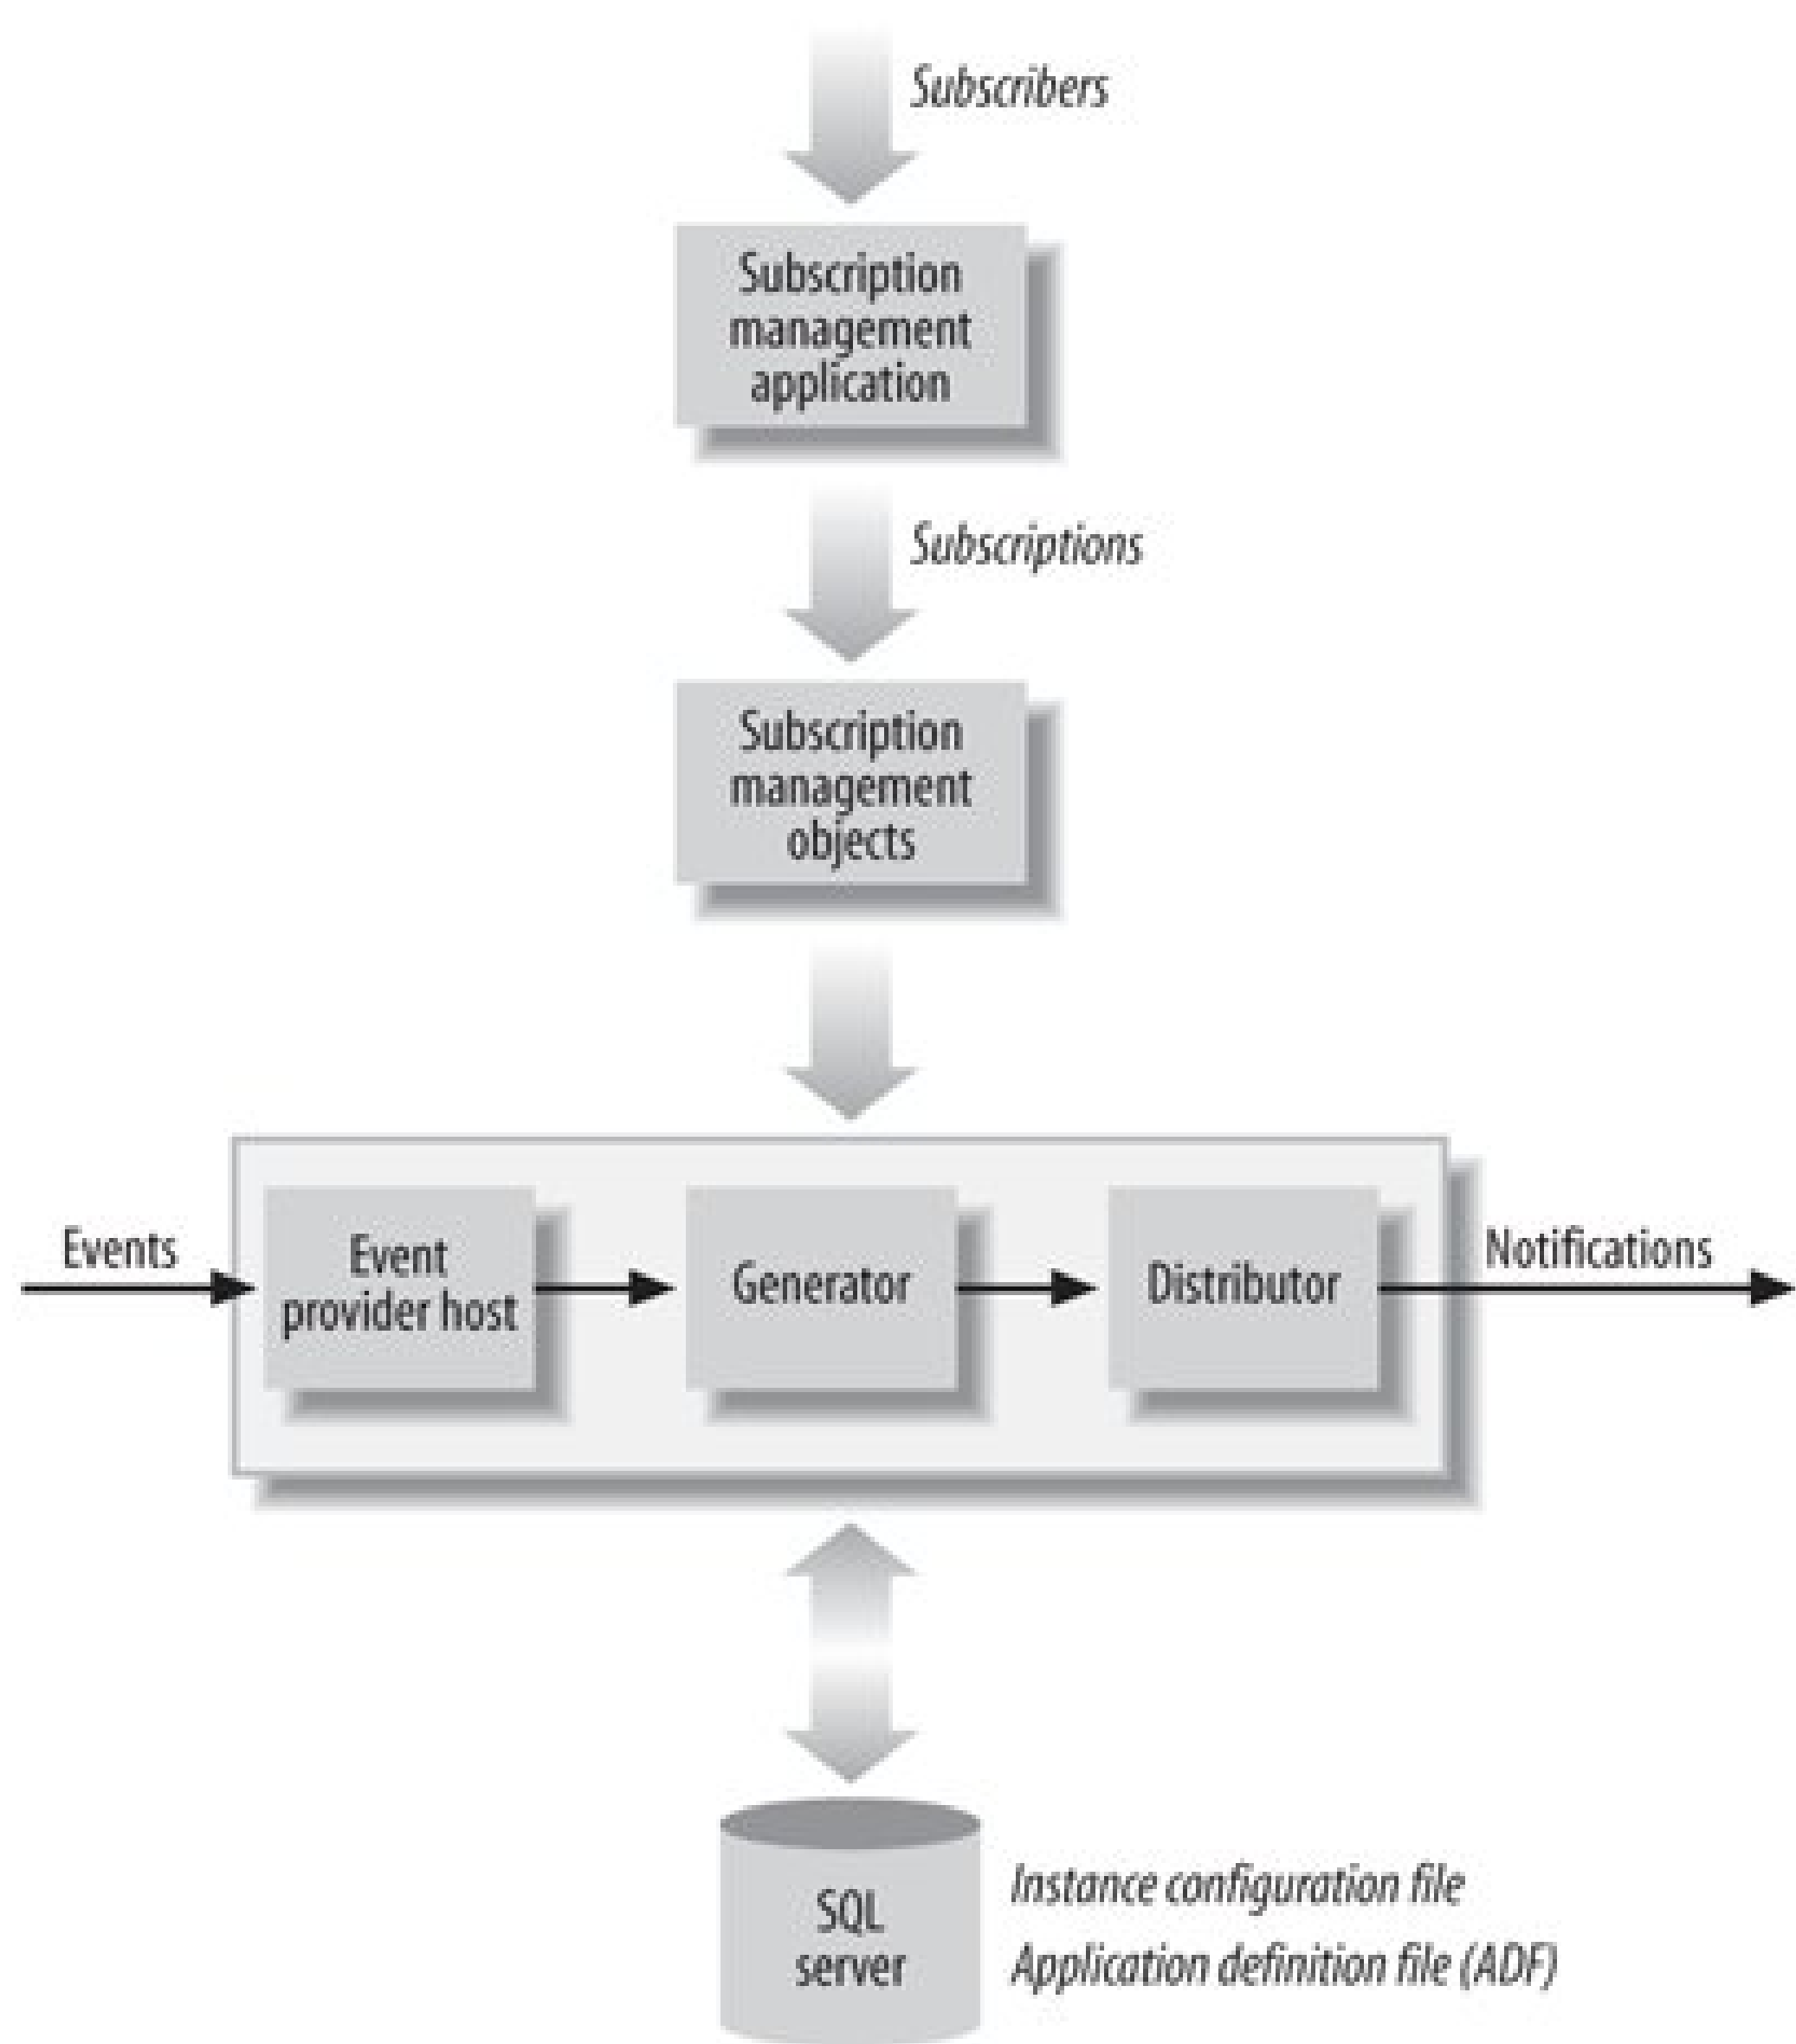 Subscribers
Subscription
management
application
Subscriptions
Subscription
management
objects
Events
Event
provider host
Generator
Distributor
Notifications
SQL
server
Instance configuration file
Application definition file (ADF)